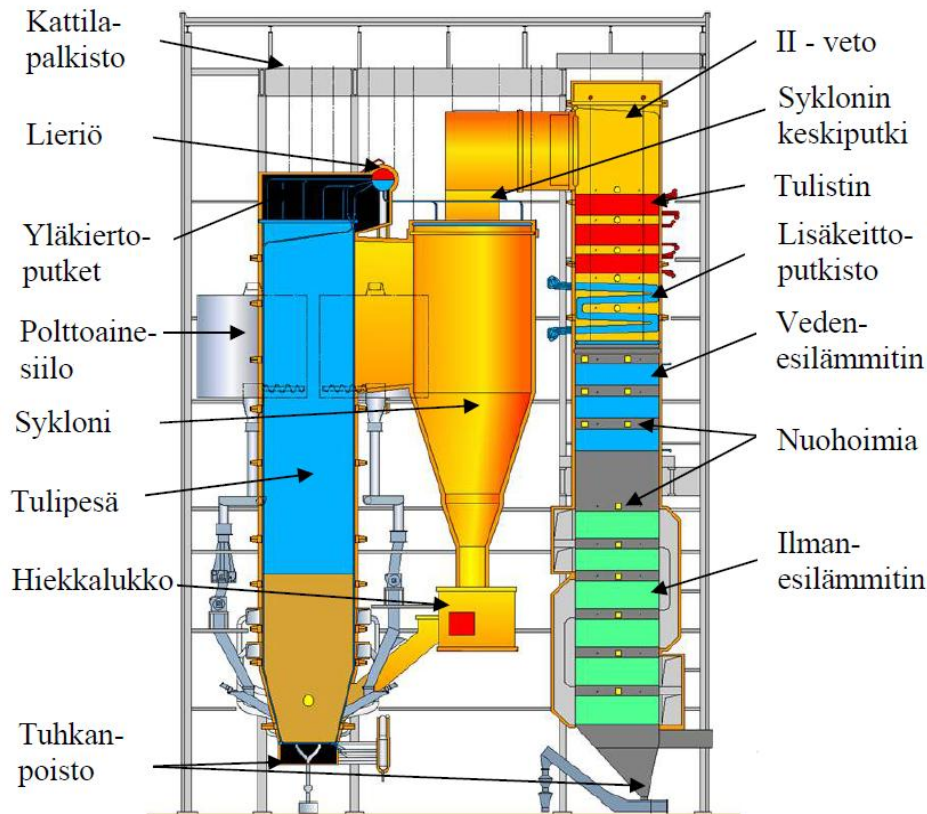 Kattila-
palkisto
Lieriö
Yläkierto-
putket
Polttoaine-
siilo
Sykloni
Tulipesä
Hiekkalukko
Tuhkan-
poisto
II - veto
Syklonin
keskiputki
Tulistin
Lisäkeitto-
putkisto
Veden-
esilämmitin
Nuohoimia
Ilman-
esilämmitin